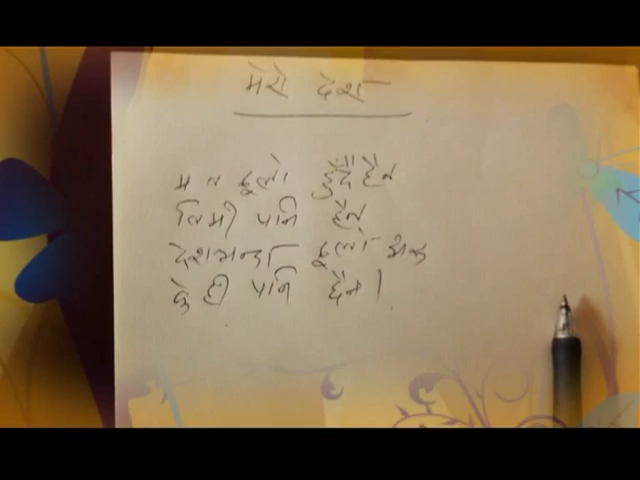 मेरो देश
म त ठूलो हुँदै हैन
तिमी पनि हैन
देशभन्दा ठूलो अरु
केही पनि हैन।